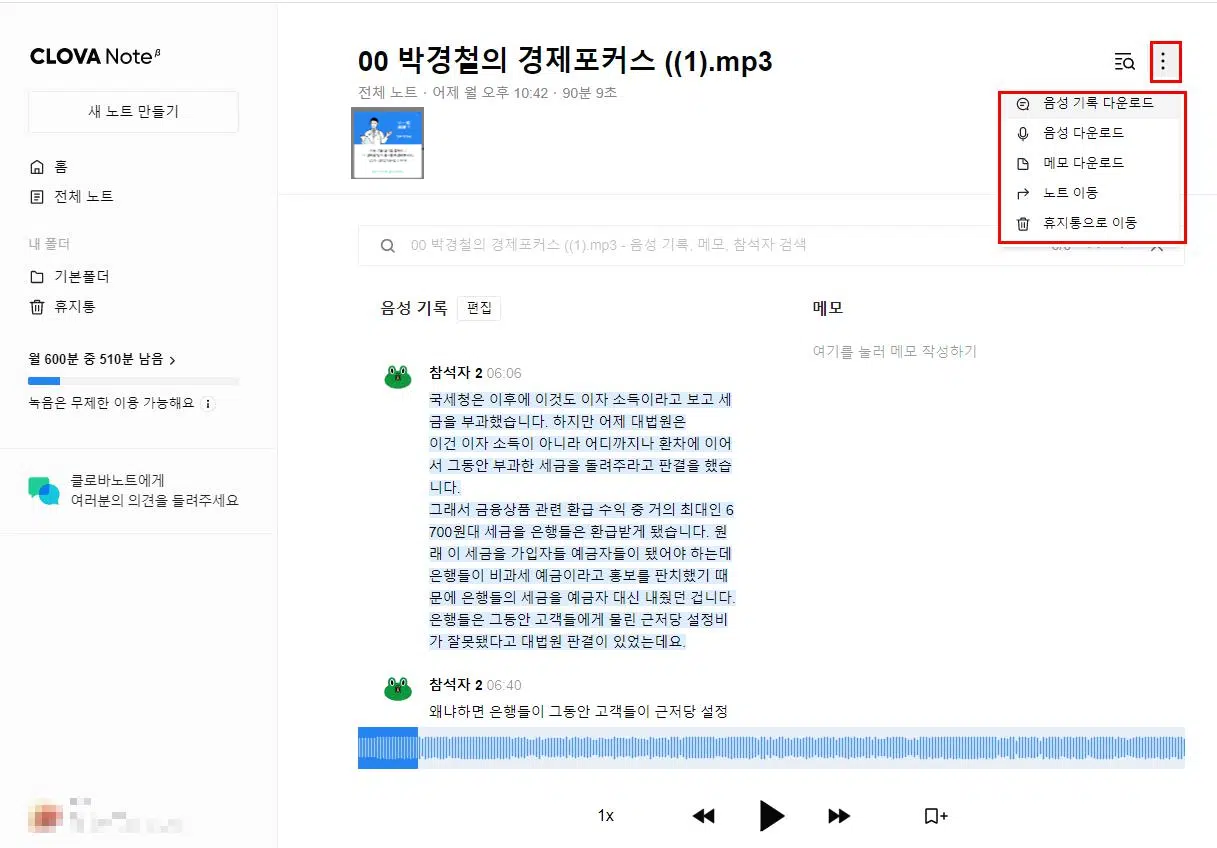 CLOVA Note β
새 노트 만들기
홈
전체 노트
내 폴더
기본폴더
휴지통
월 600분 중 510분 남음
녹음은 무제한 이용 가능해요
클로바노트에게
여러분의 의견을 들려주세요
00 박경철의 경제포커스 ((1).mp3
전체 노트 · 어제 월 오후 10:42 · 90분 9초
음성 기록 다운로드
음성 다운로드
메모 다운로드
노트 이동
휴지통으로 이동
00 박경철의 경제포커스 ((1).mp3 - 음성 기록, 메모, 참석자 검색
음성 기록
편집
참석자 2 06:06
국세청은 이후에 이것도 이자 소득이라고 보고 세
금을 부과했습니다. 하지만 어제 대법원은
이건 이자 소득이 아니라 어디까지나 환차에 이어
서 그동안 부과한 세금을 돌려주라고 판결을 했습
니다.
그래서 금융상품 관련 환급 수익 중 거의 최대인 6
700원대 세금을 은행들은 환급받게 됐습니다. 원
래 이 세금을 가입자들 예금자들이 됐어야 하는데
은행들이 비과세 예금이라고 홍보를 판치했기 때
문에 은행들의 세금을 예금자 대신 내줬던 겁니다.
은행들은 그동안 고객들에게 물린 근저당 설정비
가 잘못됐다고 대법원 판결이 있었는데요.
참석자 2 06:40
왜냐하면 은행들이 그동안 고객들이 근저당 설정
메모
여기를 눌러 메모 작성하기
1x